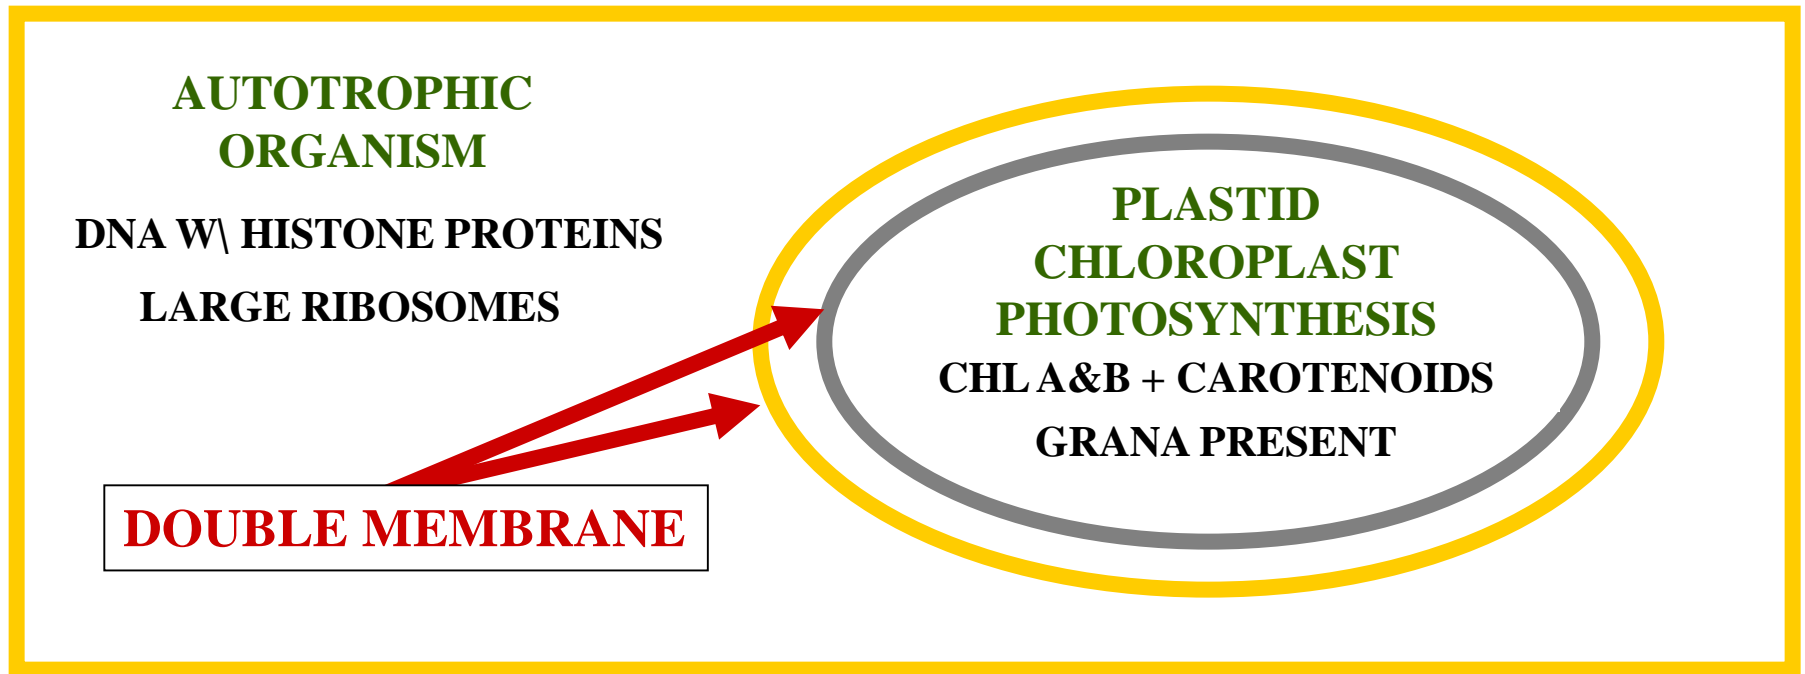 AUTOTROPHIC
ORGANISM
DNA W\ HISTONE PROTEINS
LARGE RIBOSOMES
DOUBLE MEMBRANE
PLASTID
CHLOROPLAST
PHOTOSYNTHESIS
CHL A&B + CAROTENOIDS
GRANA PRESENT